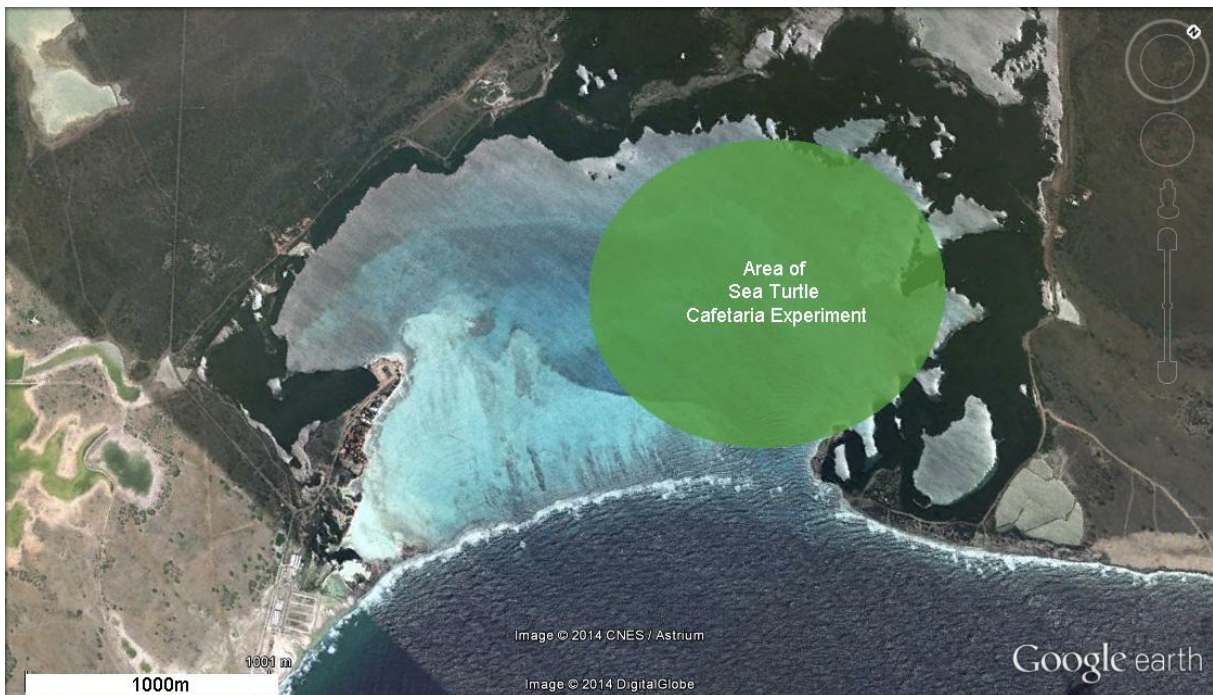 Area of
Sea Turtle
Cafetaria Experiment
Image © 2014 CNES / Astrium
1001 m
Google earth
1000m
Image © 2014 DigitalGlobe